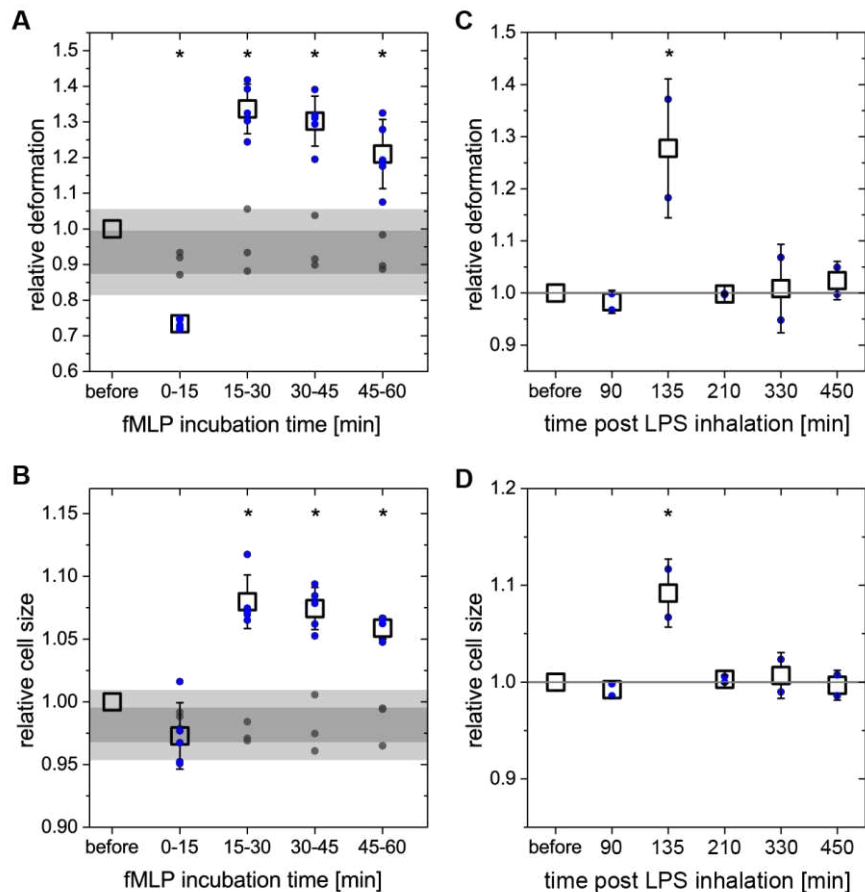 A
relative deformation
1.5
1.4
1.3
1.2
1.1
1.0
0.9
0.8
0.7
0.6
* * * *
before 0-15 15-30 30-45 45-60
fMLP incubation time [min]
C
relative deformation
1.5
1.4
1.3
1.2
1.1
1.0
0.9
*
before 90 135 210 330 450
time post LPS inhalation [min]
B
relative cell size
1.15
1.10
1.05
1.00
0.95
0.90
* * *
before 0-15 15-30 30-45 45-60
fMLP incubation time [min]
D
relative cell size
1.2
1.1
1.0
0.9
*
before 90 135 210 330 450
time post LPS inhalation [min]